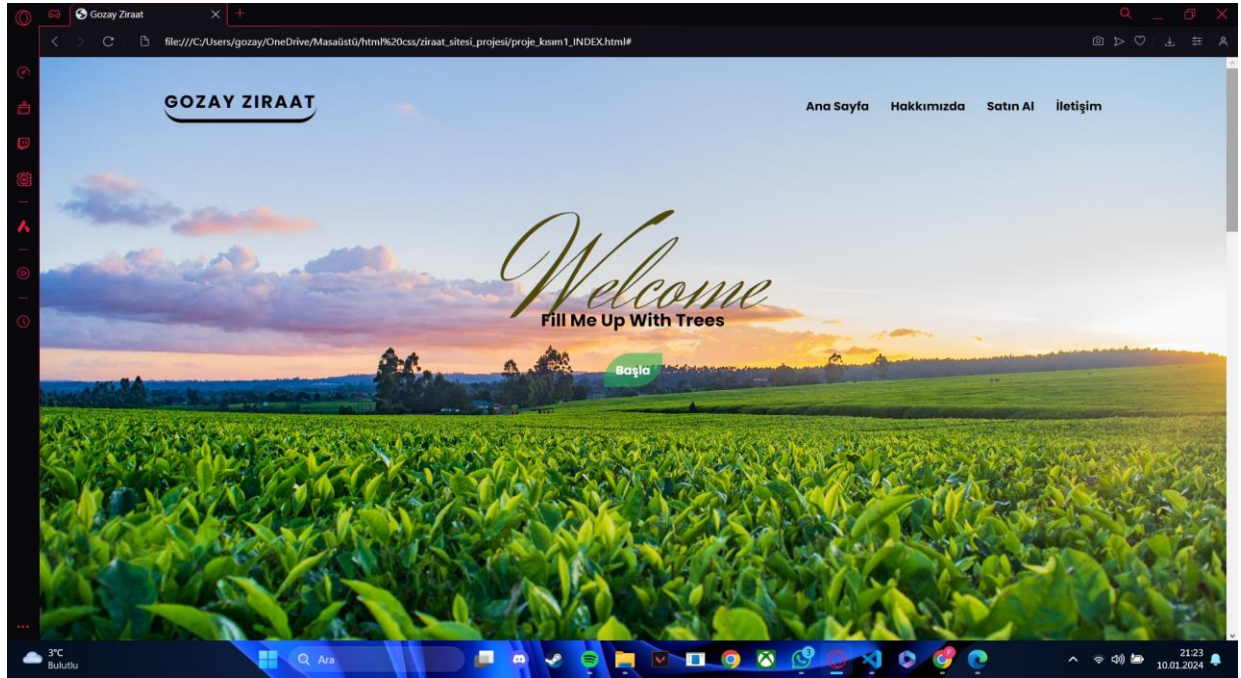 Gozay Ziraat
file:///C:/Users/gozay/OneDrive/Masaüstü/html%20css/ziraat_sitesi_projesi/proje_kısım1_INDEX.html#
GOZAY ZIRAAT
Ana Sayfa Hakkımızda Satın Al İletişim
Welcome
Fill Me Up With Trees
Başla
3°C
Bulutlu
Ara
3
21:23
10.01.2024